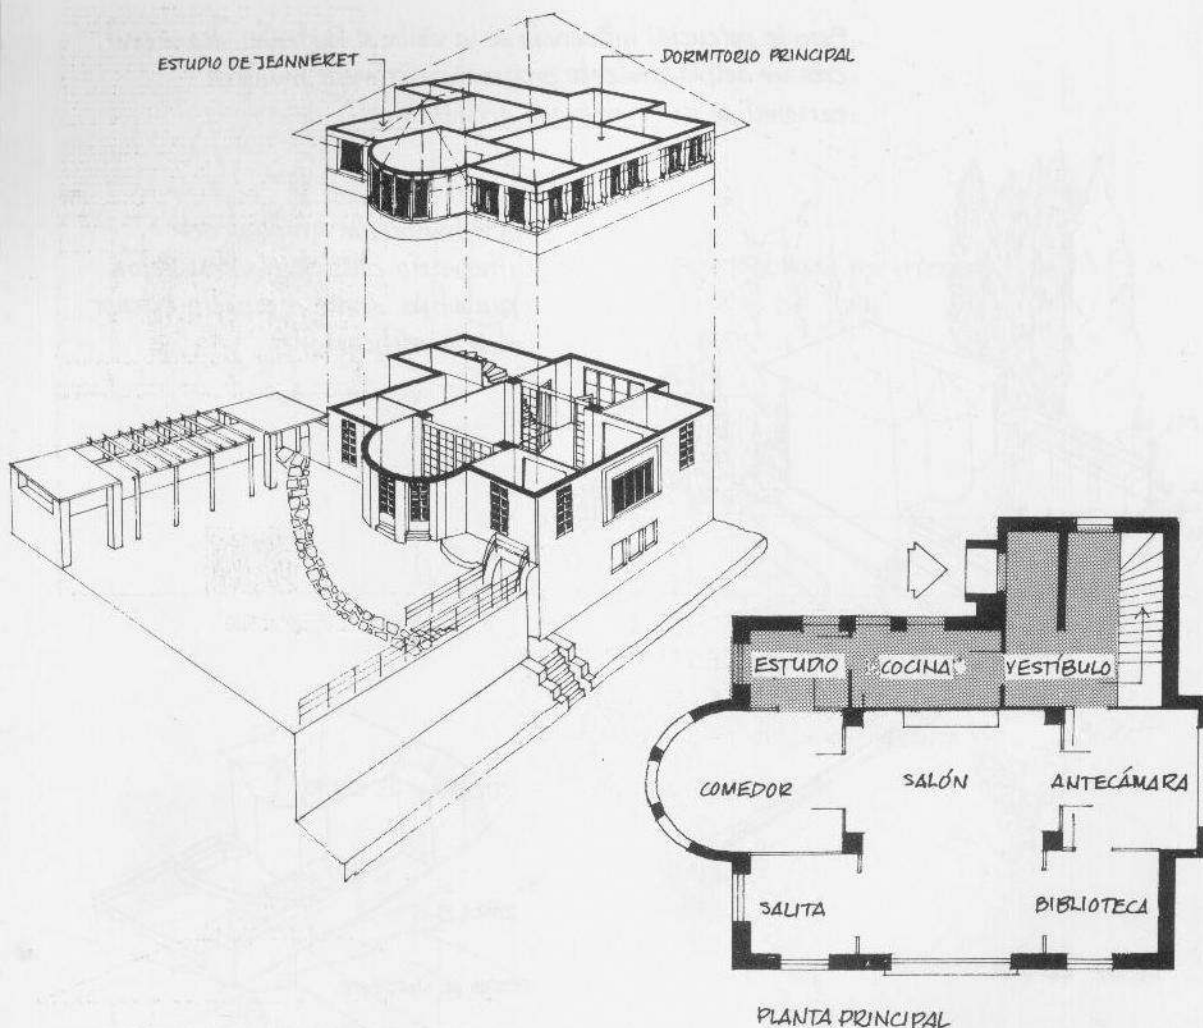 ESTUDIO DE JEANNERET
DORMITORIO PRINCIPAL
ESTUDIO
COCINA
VESTÍBULO
COMEDOR
SALÓN
ANTECÁMARA
SALITA
BIBLIOTECA
PLANTA PRINCIPAL